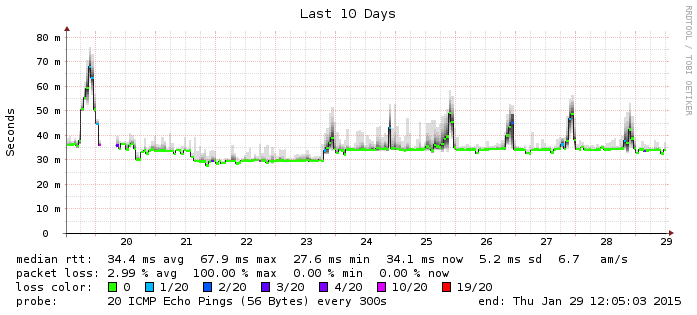 Last 10 Days
RRDTOOL / TOBI OETIKER
Seconds
80 m
70 m
60 m
50 m
40 m
30 m
20 m
10 m
0
20 21 22 23 24 25 26 27 28 29
median rtt: 34.4 ms avg 67.9 ms max 27.6 ms min 34.1 ms now 5.2 ms sd 6.7 am/s
packet loss: 2.99 % avg 100.00 % max 0.00 % min 0.00 % now
loss color: 0 1/20 2/20 3/20 4/20 10/20 19/20
probe: 20 ICMP Echo Pings (56 Bytes) every 300s end: Thu Jan 29 12:05:03 2015